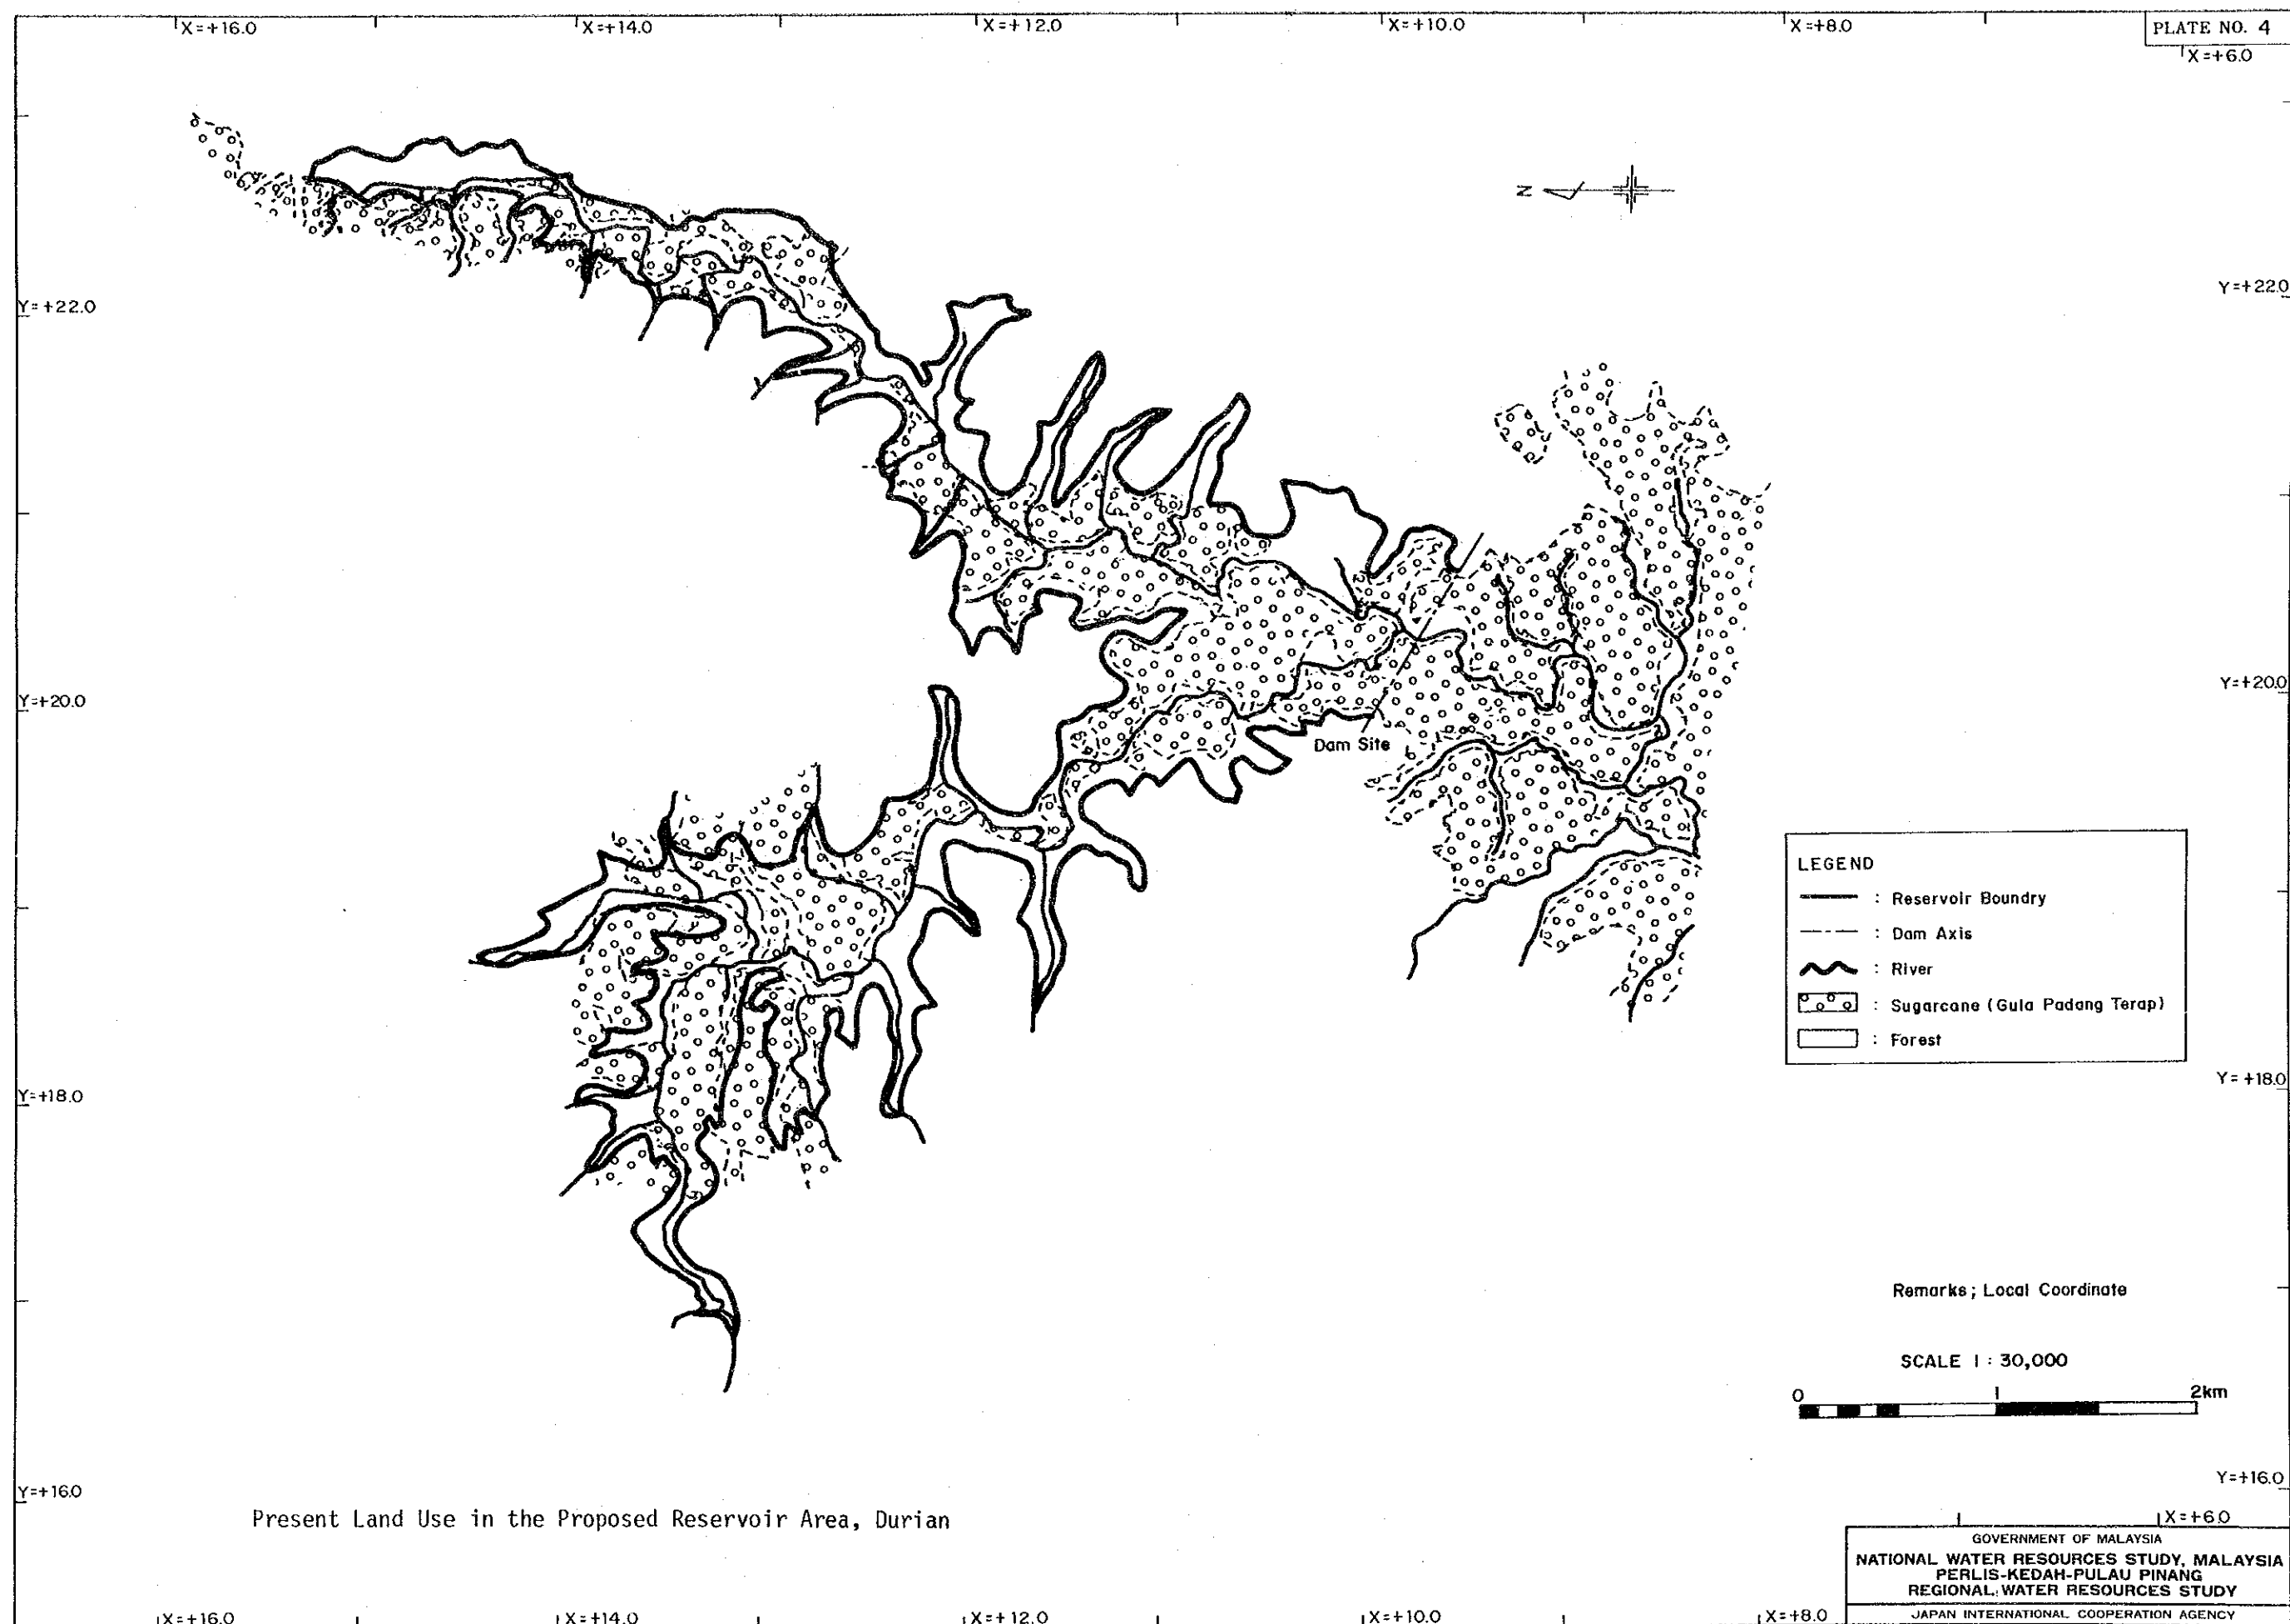 X=+16.0
X=+14.0
X=+12.0
X=+10.0
X=+8.0
PLATE NO. 4
X=+6.0
N
Y=+22.0
Y=+22.0
Y=+20.0
Y=+20.0
Dam Site
LEGEND
: Reservoir Boundry
: Dam Axis
: River
: Sugarcane (Gula Padang Terap)
: Forest
Y=+18.0
Y=+18.0
Remarks; Local Coordinate
SCALE 1 : 30,000
0 1 2km
Y=+16.0
Y=+16.0
Present Land Use in the Proposed Reservoir Area, Durian
X=+6.0
GOVERNMENT OF MALAYSIA
NATIONAL WATER RESOURCES STUDY, MALAYSIA
PERLIS-KEDAH-PULAU PINANG
REGIONAL WATER RESOURCES STUDY
JAPAN INTERNATIONAL COOPERATION AGENCY
X=+16.0
X=+14.0
X=+12.0
X=+10.0
X=+8.0